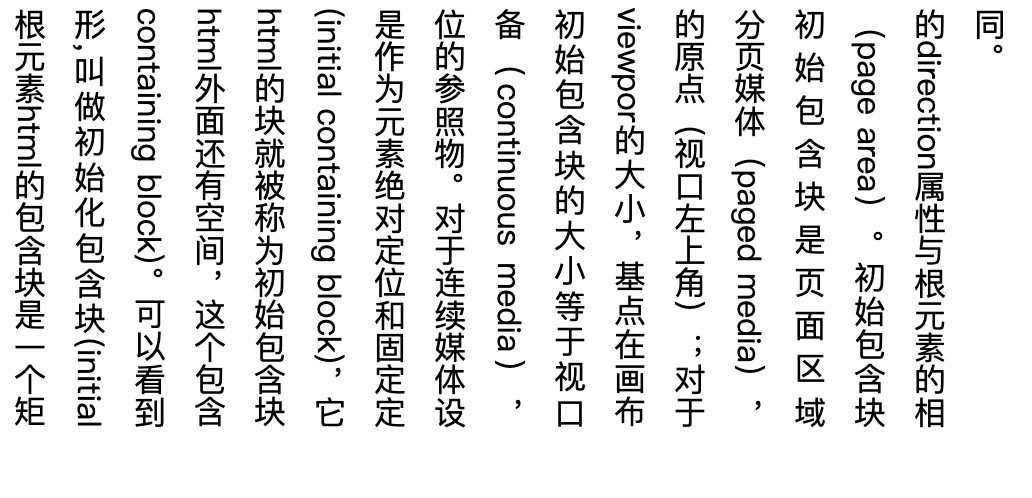 根元素html的包含块是一个矩
形,叫做初始化包含块(initial
containing block)。可以看到
html外面还有空间，这个包含
html的块就被称为初始包含块
(initial containing block)，它
是作为元素绝对定位和固定定
位的参照物。对于连续媒体设
备（continuous media），
初始包含块的大小等于视口
viewpor的大小，基点在画布
的原点（视口左上角）；对于
分页媒体（paged media），
初始包含块是页面区域
（page area）。初始包含块
的direction属性与根元素的相
同。